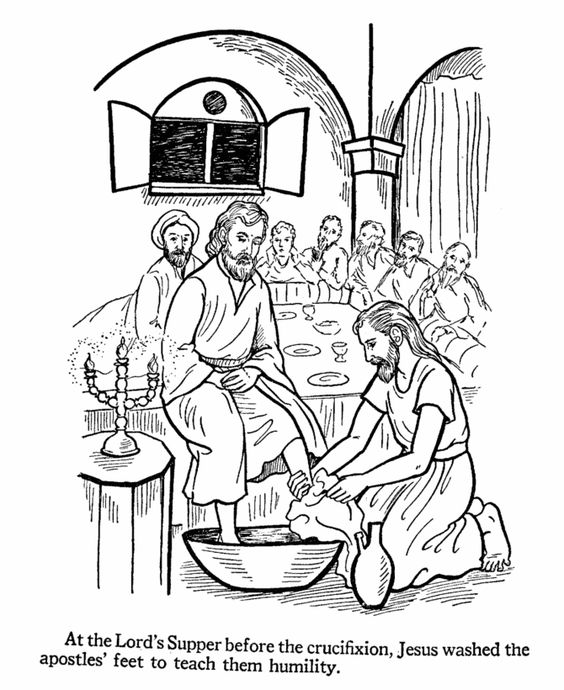 At the Lord's Supper before the crucifixion, Jesus washed the
apostles' feet to teach them humility.